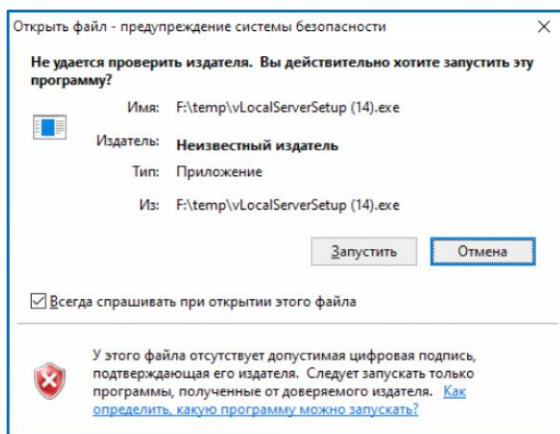 Открыть файл - предупреждение системы безопасности
Не удается проверить издателя. Вы действительно хотите запустить эту
программу?
Имя: F:\temp\vLocalServerSetup (14).exe
Издатель: Неизвестный издатель
Тип: Приложение
Из: F:\temp\vLocalServerSetup (14).exe
Запустить Отмена
Всегда спрашивать при открытии этого файла
У этого файла отсутствует допустимая цифровая подпись,
подтверждающая его издателя. Следует запускать только
программы, полученные от доверяемого издателя. Как
определить, какую программу можно запускать?